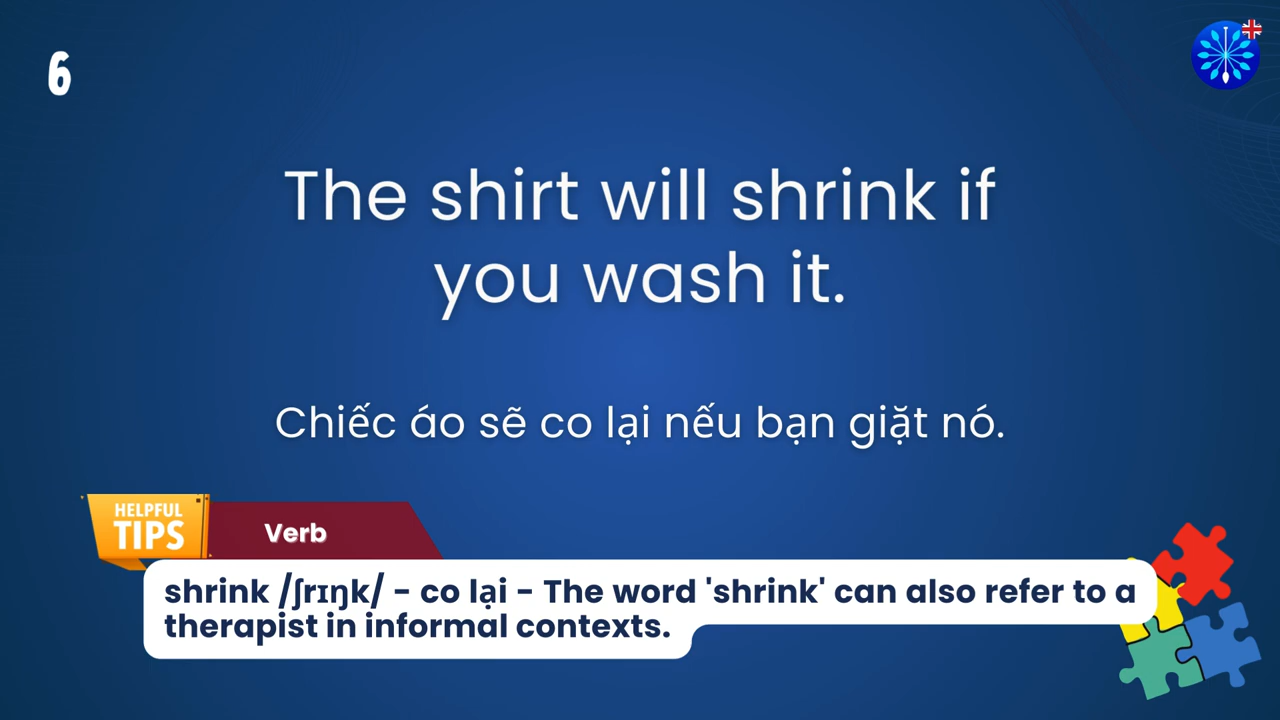 6
The shirt will shrink if
you wash it.
Chiếc áo sẽ co lại nếu bạn giặt nó.
HELPFUL
TIPS
Verb
shrink /ʃrɪŋk/ - co lại - The word 'shrink' can also refer to a
therapist in informal contexts.